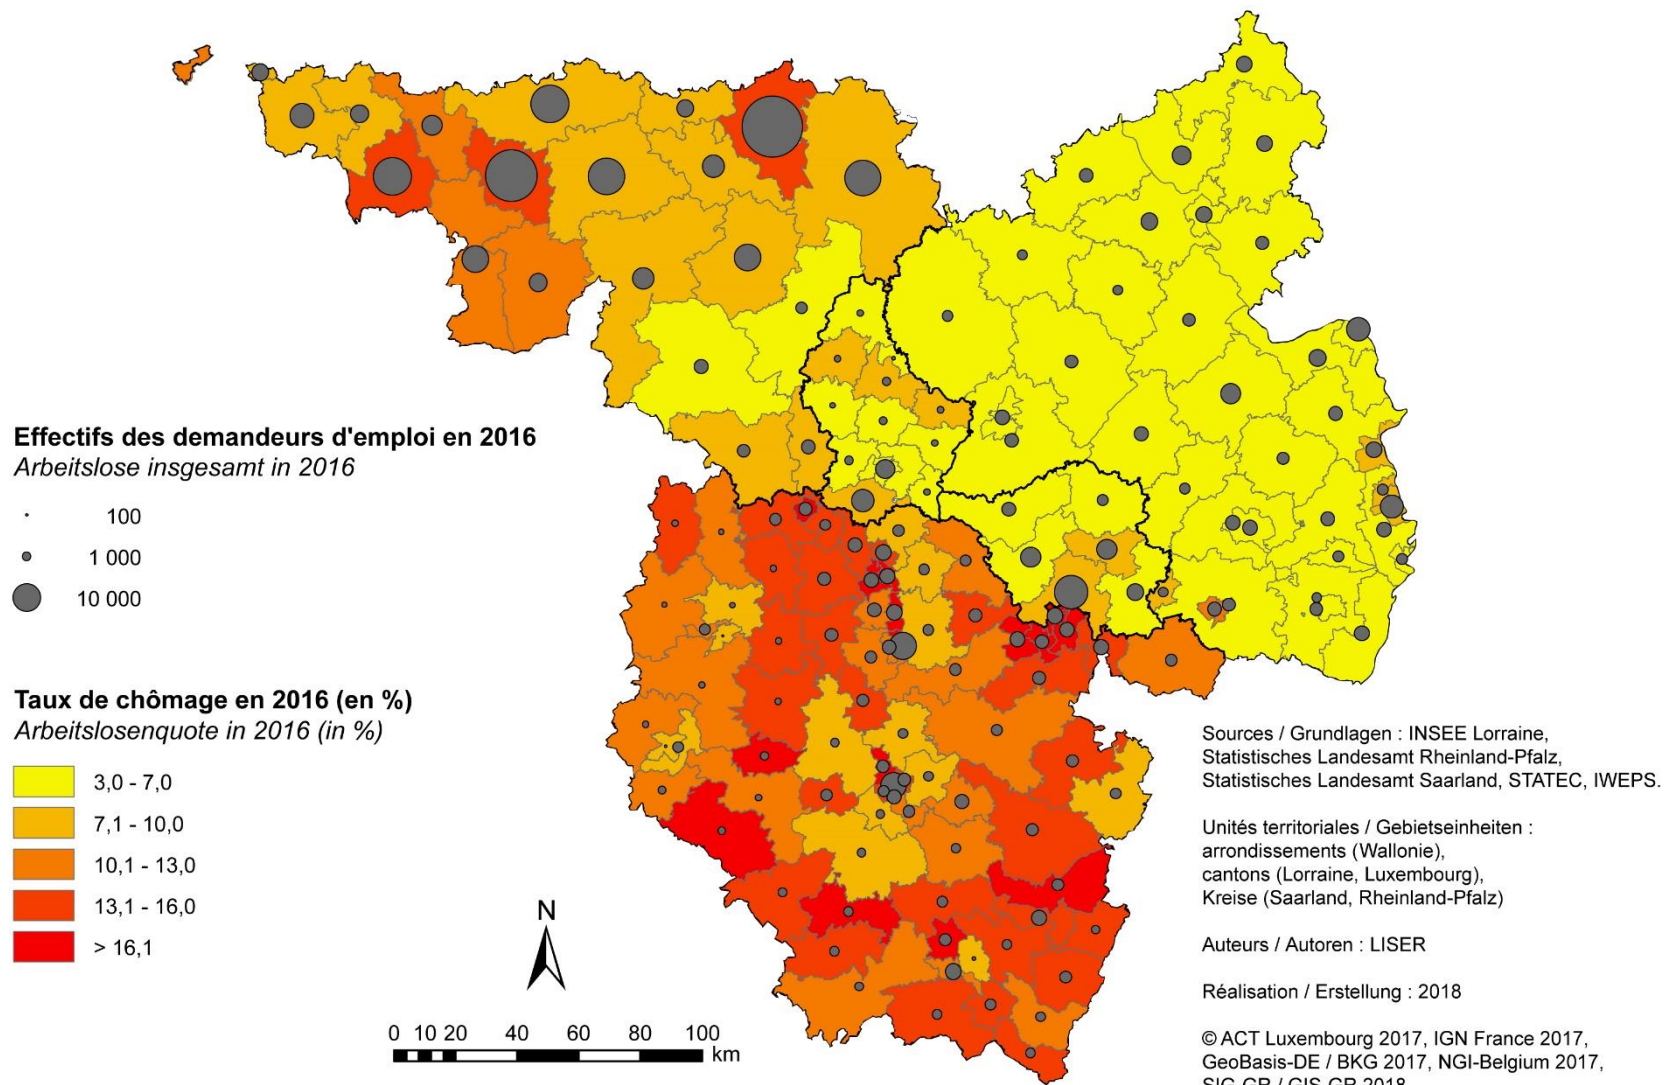 Effectifs des demandeurs d'emploi en 2016
Arbeitslose insgesamt in 2016
100
1 000
10 000
Taux de chômage en 2016 (en %)
Arbeitslosenquote in 2016 (in %)
3,0 - 7,0
7,1 - 10,0
10,1 - 13,0
13,1 - 16,0
> 16,1
N
0 10 20 40 60 80 100
km
Sources / Grundlagen : INSEE Lorraine,
Statistisches Landesamt Rheinland-Pfalz,
Statistisches Landesamt Saarland, STATEC, IWEPS.
Unités territoriales / Gebietseinheiten :
arrondissements (Wallonie),
cantons (Lorraine, Luxembourg),
Kreise (Saarland, Rheinland-Pfalz)
Auteurs / Autoren : LISER
Réalisation / Erstellung : 2018
© ACT Luxembourg 2017, IGN France 2017,
GeoBasis-DE / BKG 2017, NGI-Belgium 2017,
SIG-GR / GIS-GR 2018